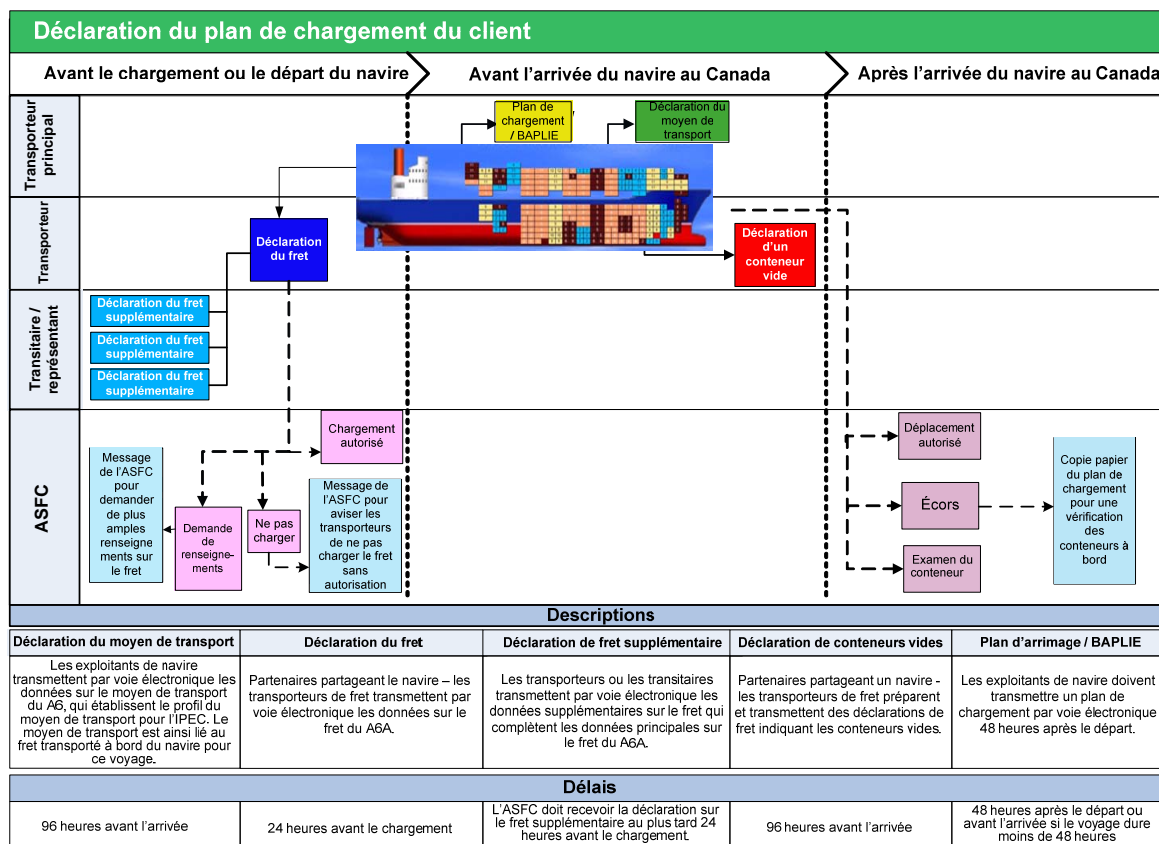 Déclaration du plan de chargement du client
Avant le chargement ou le départ du navire
Avant l'arrivée du navire au Canada
Après l'arrivée du navire au Canada
Transporteur
principal
Plan de
chargement
/ BAPLIE
Déclaration du
moyen de
transport
Transporteur
Déclaration
du fret
Déclaration
d'un
conteneur
vide
Transitaire /
représentant
Déclaration du fret
supplémentaire
Déclaration du fret
supplémentaire
Déclaration du fret
supplémentaire
ASFC
Message
de l'ASFC
pour
demander
de plus
amples
renseigne
ments sur
le fret
Demande
de
renseigne-
ments
Ne pas
charger
Chargement
autorisé
Message de
l'ASFC pour
aviser les
transporteurs
de ne pas
charger le fret
sans
autorisation
Déplacement
autorisé
Écors
Examen du
conteneur
Copie papier
du plan de
chargement
pour une
vérification
des
conteneurs à
bord
Descriptions
Déclaration du moyen de transport
Les exploitants de navire
transmettent par voie électronique les
données sur le moyen de transport
du A6, qui établissent le profil du
moyen de transport pour l'IPEC. Le
moyen de transport est ainsi lié au
fret transporté à bord du navire pour
ce voyage.
Déclaration du fret
Partenaires partageant le navire – les
transporteurs de fret transmettent par
voie électronique les données sur le
fret du A6A.
Déclaration de fret supplémentaire
Les transporteurs ou les transitaires
transmettent par voie électronique les
données supplémentaires sur le fret qui
complètent les données principales sur
le fret du A6A.
Déclaration de conteneurs vides
Partenaires partageant un navire -
les transporteurs de fret préparent
et transmettent des déclarations de
fret indiquant les conteneurs vides.
Plan d'arrimage / BAPLIE
Les exploitants de navire doivent
transmettre un plan de
chargement par voie électronique
48 heures après le départ.
Délais
96 heures avant l'arrivée
24 heures avant le chargement
L'ASFC doit recevoir la déclaration sur
le fret supplémentaire au plus tard 24
heures avant le chargement.
96 heures avant l'arrivée
48 heures après le départ ou
avant l'arrivée si le voyage dure
moins de 48 heures